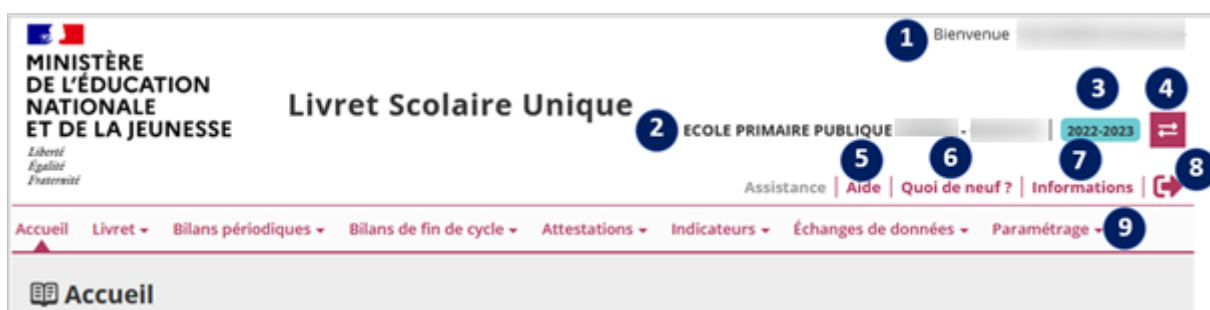 1 Bienvenue
MINISTÈRE
DE L'ÉDUCATION
NATIONALE
ET DE LA JEUNESSE
Liberté
Égalité
Fraternité
Livret Scolaire Unique
3 4
2 ECOLE PRIMAIRE PUBLIQUE - | 2022-2023
5 6 7 8
Assistance | Aide | Quoi de neuf ? | Informations |
Accueil Livret Bilans périodiques Bilans de fin de cycle Attestations Indicateurs Échanges de données Paramétrage 9
Accueil